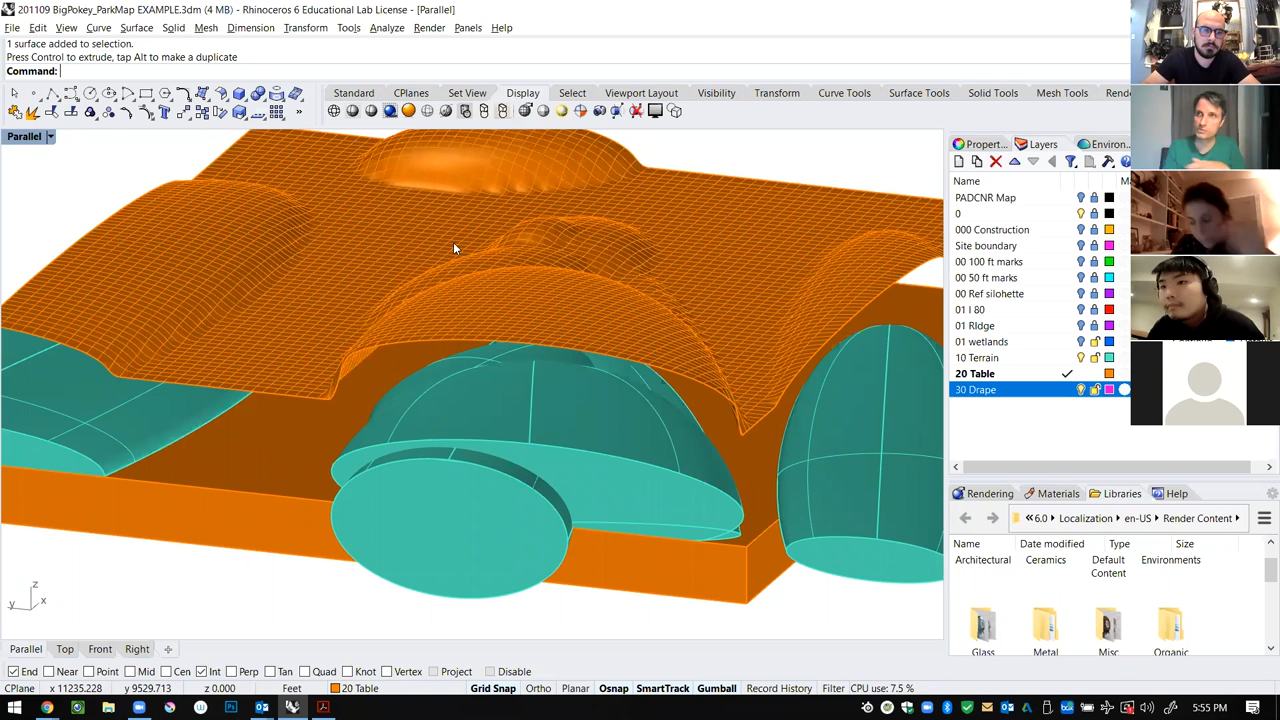 201109 BigPokey_ParkMap EXAMPLE.3dm (4 MB) - Rhinoceros 6 Educational Lab License - [Parallel]
File Edit View Curve Surface Solid Mesh Dimension Transform Tools Analyze Render Panels Help
1 surface added to selection.
Press Control to extrude, tap Alt to make a duplicate
Command:
Standard CPlanes Set View Display Select Viewport Layout Visibility Transform Curve Tools Surface Tools Solid Tools Mesh Tools Rende
Parallel
Propert... Layers Environ...
Name Ma
PADCNR Map
0
000 Construction
Site boundary
00 100 ft marks
00 50 ft marks
00 Ref silohette
01 I 80
01 RIdge
01 wetlands
10 Terrain
20 Table
30 Drape
Rendering Materials Libraries Help
6.0 Localization en-US Render Content
Name Date modified Type Size
Architectural Ceramics Default Content Environments
Glass Metal Misc Organic
z
y x
Parallel Top Front Right
End Near Point Mid Cen Int Perp Tan Quad Knot Vertex Project Disable
CPlane x 11235.228 y 9529.713 z 0.000 Feet 20 Table Grid Snap Ortho Planar Osnap SmartTrack Gumball Record History Filter CPU use: 7.5 %
5:55 PM